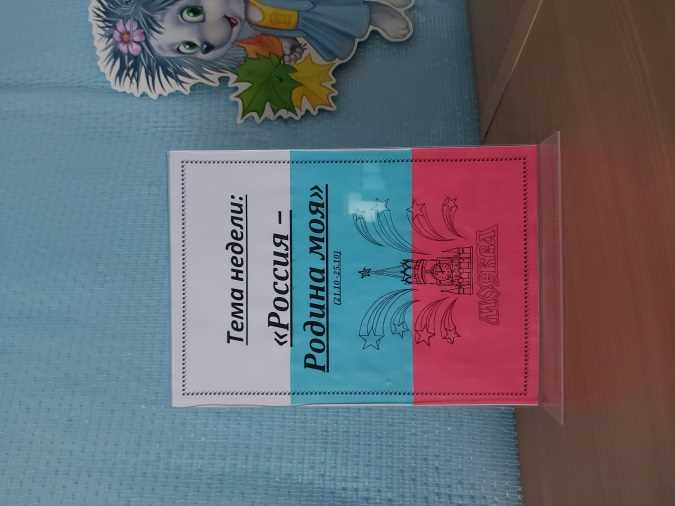 Тема недели:
«Россия –
Родина моя»
(21.10.-25.10)
МОСКВА